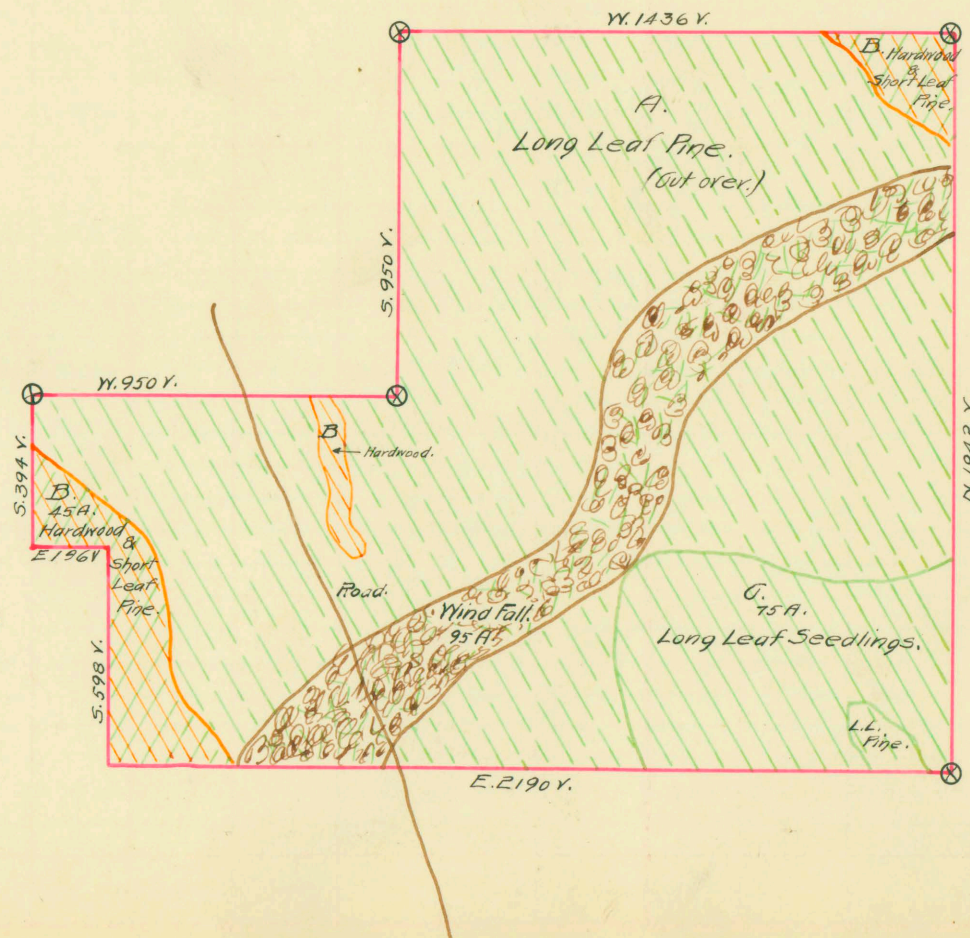 W. 1436 V.
B. Hardwood
&
Short Leaf
Pine.
A.
Long Leaf Pine.
(Cut over.)
S. 950 V.
N. 1942 V.
W. 950 V.
B
Hardwood.
S. 394 V.
B.
45 A.
Hardwood
&
Short
Leaf
Pine.
E 196 V
S. 598 V.
Road.
Wind Fall.
95 A.
C.
75 A.
Long Leaf Seedlings.
L.L.
Pine.
E. 2190 V.